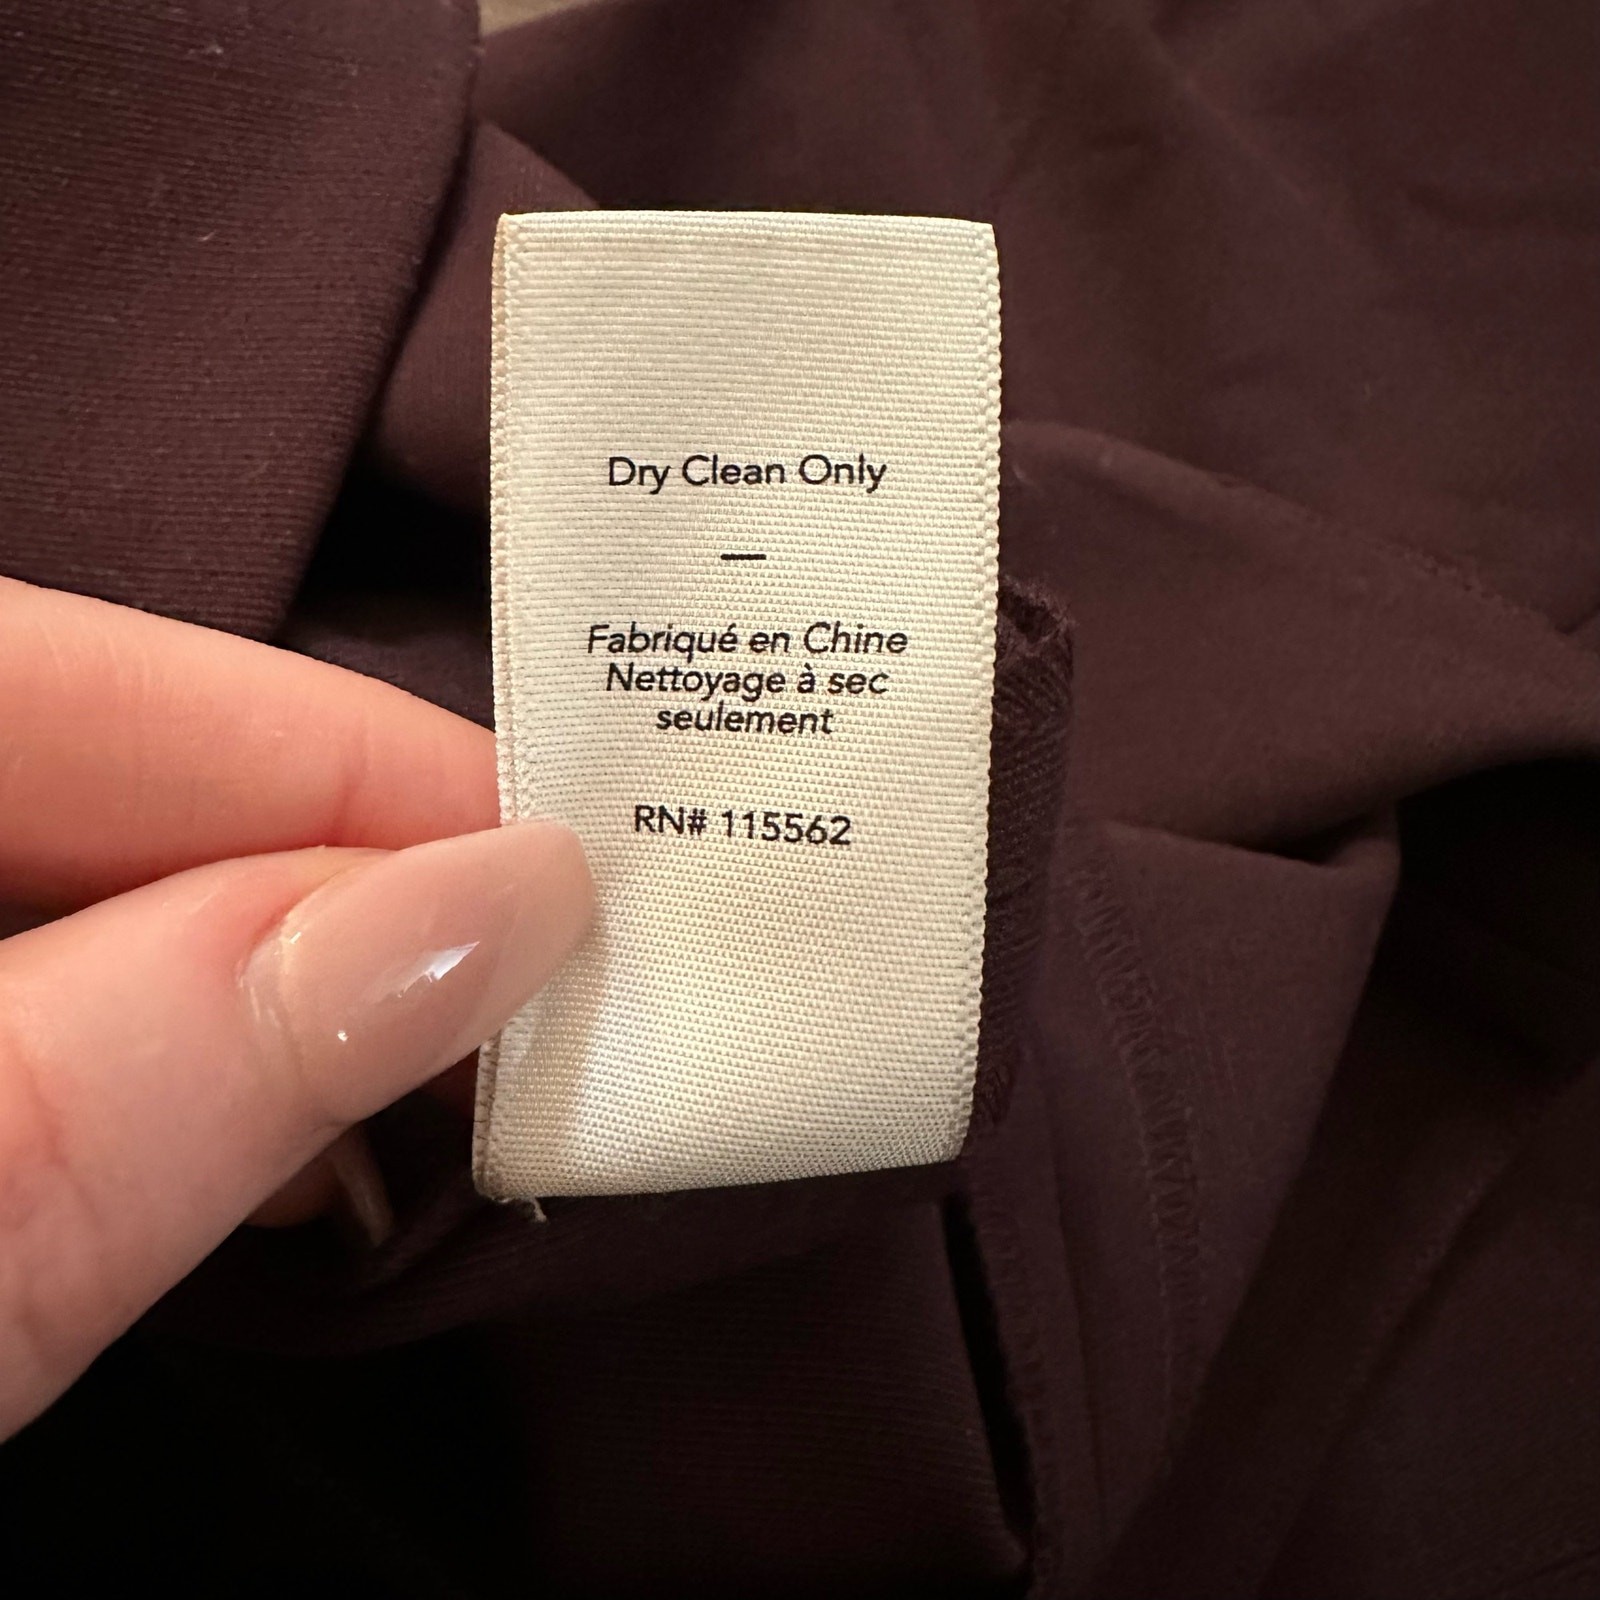 Dry Clean Only
—
Fabriqué en Chine
Nettoyage à sec
seulement
RN# 115562